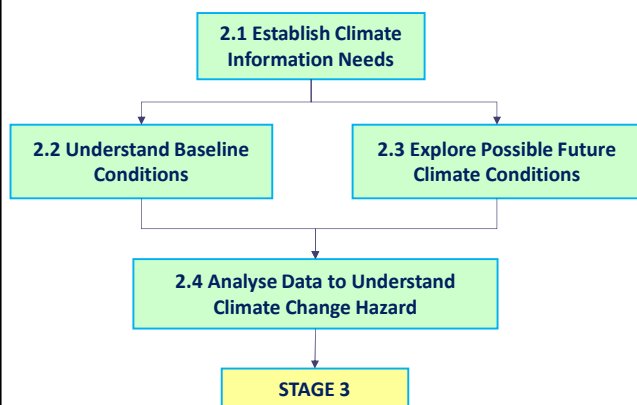 2.1 Establish Climate
Information Needs
2.2 Understand Baseline
Conditions
2.3 Explore Possible Future
Climate Conditions
2.4 Analyse Data to Understand
Climate Change Hazard
STAGE 3